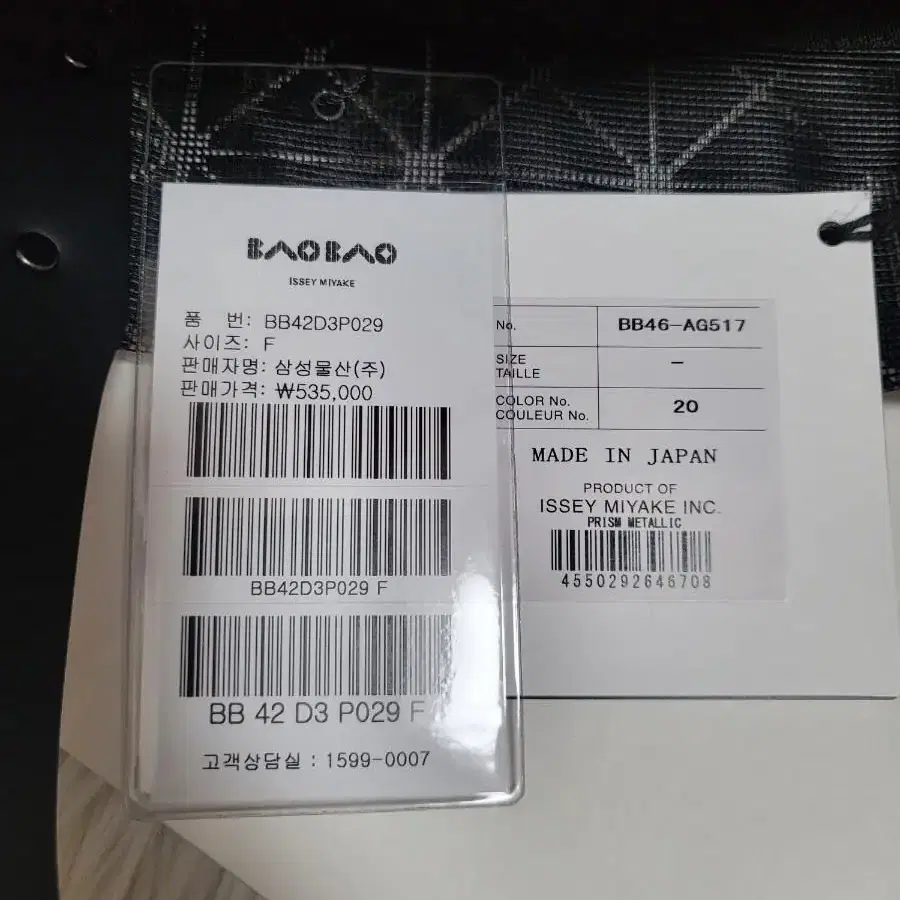 BAO BAO
ISSEY MIYAKE
품 번: BB42D3P029
사이즈: F
판매자명: 삼성물산(주)
판매가격: ₩535,000
BB42D3P029 F
BB 42 D3 P029 F
고객상담실 : 1599-0007
No. BB46-AG517
SIZE
TAILLE -
COLOR No.
COULEUR No. 20
MADE IN JAPAN
PRODUCT OF
ISSEY MIYAKE INC.
PRISM METALLIC
4550292646708